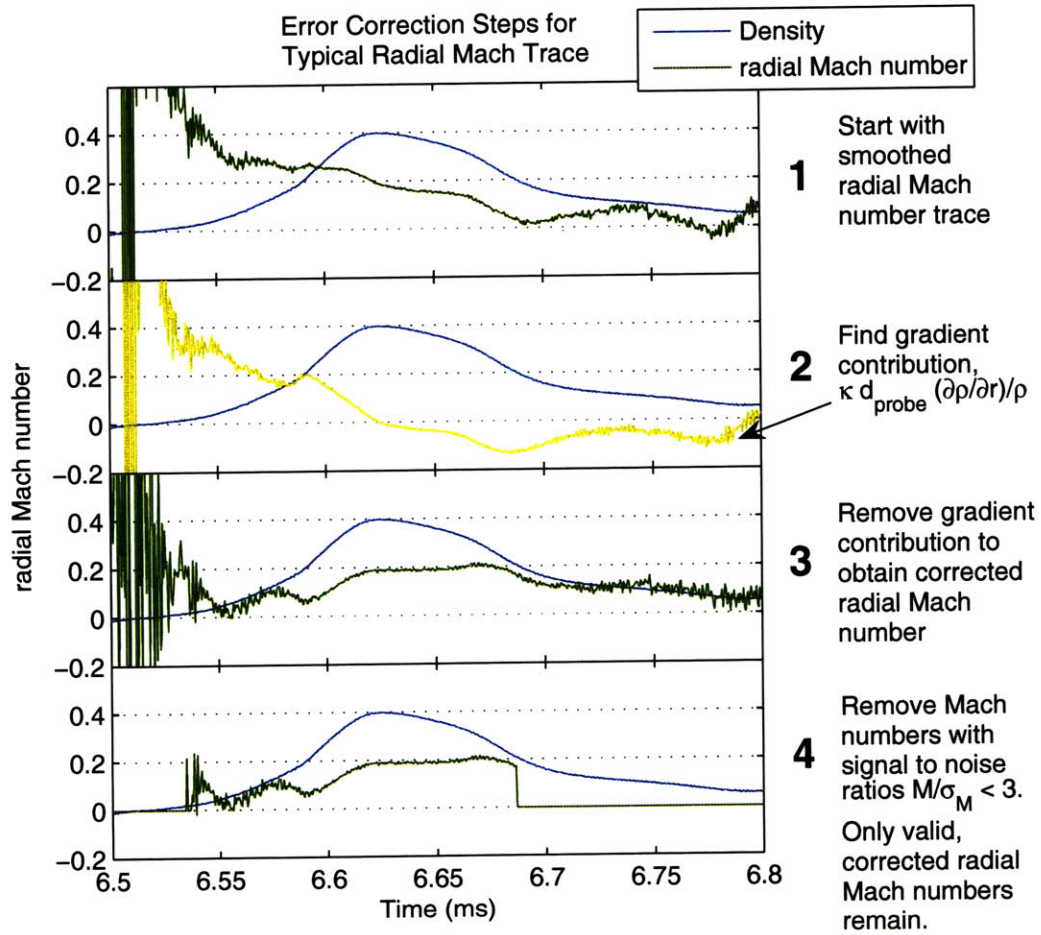 Error Correction Steps for
Typical Radial Mach Trace
Density
radial Mach number
radial Mach number
0.4
0.2
0
−0.2
1
Start with
smoothed
radial Mach
number trace
0.4
0.2
0
−0.2
2
Find gradient
contribution,
κ d_probe (∂ρ/∂r)/ρ
0.4
0.2
0
−0.2
3
Remove gradient
contribution to
obtain corrected
radial Mach
number
0.4
0.2
0
−0.2
4
Remove Mach
numbers with
signal to noise
ratios M/σ_M < 3.
Only valid,
corrected radial
Mach numbers
remain.
6.5 6.55 6.6 6.65 6.7 6.75 6.8
Time (ms)